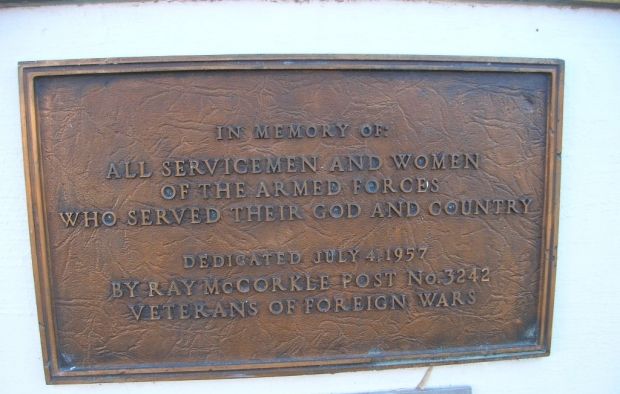 IN MEMORY OF:
ALL SERVICEMEN AND WOMEN
OF THE ARMED FORCES
WHO SERVED THEIR GOD AND COUNTRY
DEDICATED JULY 4, 1957
BY RAY MCCORKLE POST NO. 3242
VETERANS OF FOREIGN WARS